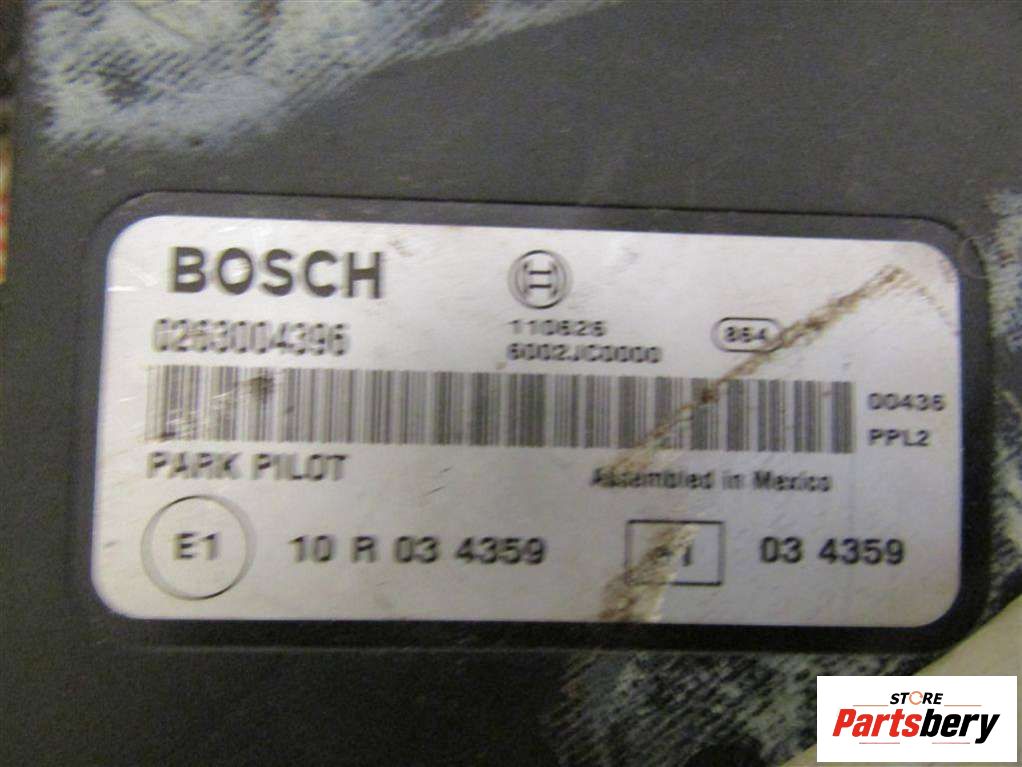 BOSCH
0263004396
110626
6002JC0000
864
00436
PPL2
PARK PILOT
Assembled in Mexico
E1
10 R 03 4359
03 4359
STORE
Partsbery